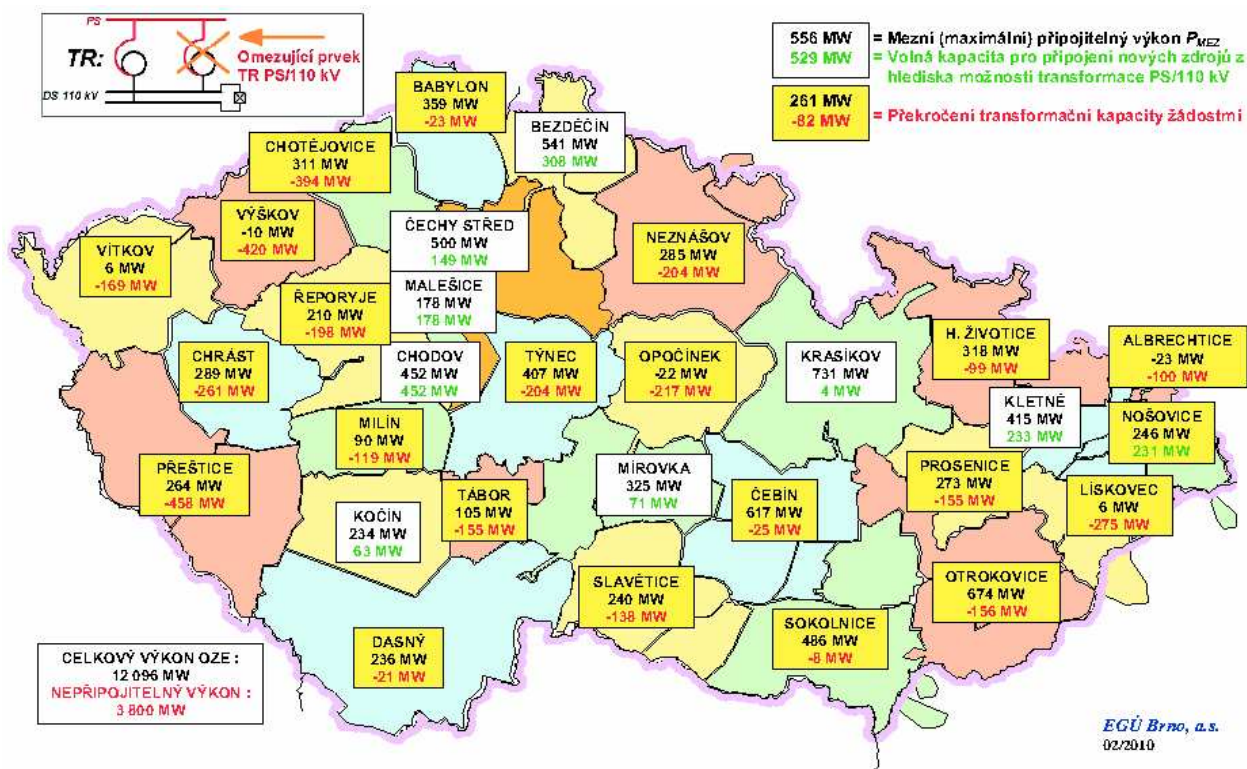 PS
TR:
Omezující prvek
TR PS/110 kV
DS 110 kV
556 MW
529 MW
= Mezní (maximální) připojitelný výkon PMEZ
= Volná kapacita pro připojení nových zdrojů z
hlediska možnosti transformace PS/110 kV
261 MW
-82 MW
= Překročení transformační kapacity žádostmi
BABYLON
359 MW
-23 MW
BEZDĚČÍN
541 MW
308 MW
CHOTĚJOVICE
311 MW
-394 MW
VÝŠKOV
-10 MW
-420 MW
ČECHY STŘED
500 MW
149 MW
NEZNÁŠOV
285 MW
-204 MW
VÍTKOV
6 MW
-169 MW
ŘEPORYJE
210 MW
-198 MW
MALEŠICE
178 MW
178 MW
CHRÁST
289 MW
-261 MW
CHODOV
452 MW
452 MW
TÝNEC
407 MW
-204 MW
OPOČÍNEK
-22 MW
-217 MW
KRASÍKOV
731 MW
4 MW
H. ŽIVOTICE
318 MW
-99 MW
ALBRECHTICE
-23 MW
-100 MW
KLETNÉ
415 MW
233 MW
NOŠOVICE
246 MW
231 MW
MILÍN
90 MW
-119 MW
PŘEŠTICE
264 MW
-458 MW
TÁBOR
105 MW
-155 MW
MÍROVKA
325 MW
71 MW
ČEBÍN
617 MW
-25 MW
PROSENICE
273 MW
-155 MW
LÍSKOVEC
6 MW
-275 MW
KOČÍN
234 MW
63 MW
SLAVĚTICE
240 MW
-138 MW
OTROKOVICE
674 MW
-156 MW
SOKOLNICE
486 MW
-8 MW
DASNÝ
236 MW
-21 MW
CELKOVÝ VÝKON OZE :
12 096 MW
NEPŘIPOJITELNÝ VÝKON :
3 800 MW
EGÚ Brno, a.s.
02/2010